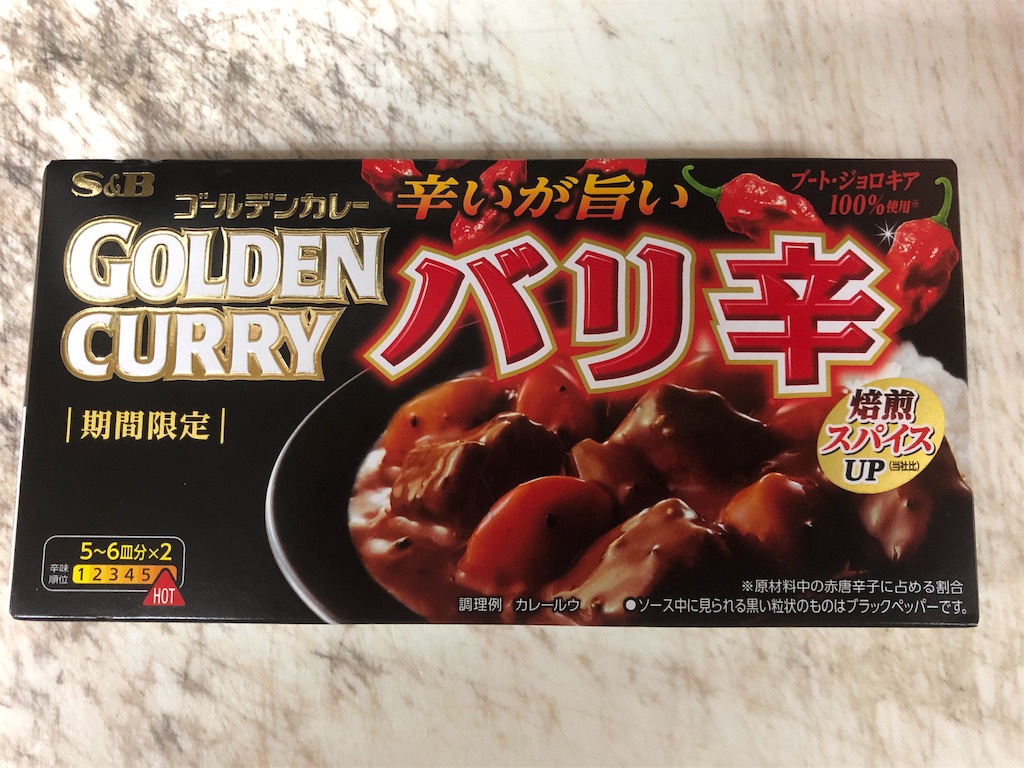 S&B
ゴールデンカレー
GOLDEN
CURRY
期間限定
辛いが旨い
バリ辛
ブート・ジョロキア
100%使用※
焙煎
スパイス
UP(当社比)
5〜6皿分×2
辛味
順位
1 2 3 4 5
HOT
調理例 カレールウ
※原材料中の赤唐辛子に占める割合
●ソース中に見られる黒い粒状のものはブラックペッパーです。